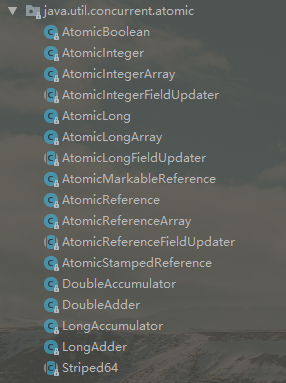 java.util.concurrent.atomic
AtomicBoolean
AtomicInteger
AtomicIntegerArray
AtomicIntegerFieldUpdater
AtomicLong
AtomicLongArray
AtomicLongFieldUpdater
AtomicMarkableReference
AtomicReference
AtomicReferenceArray
AtomicReferenceFieldUpdater
AtomicStampedReference
DoubleAccumulator
DoubleAdder
LongAccumulator
LongAdder
Striped64